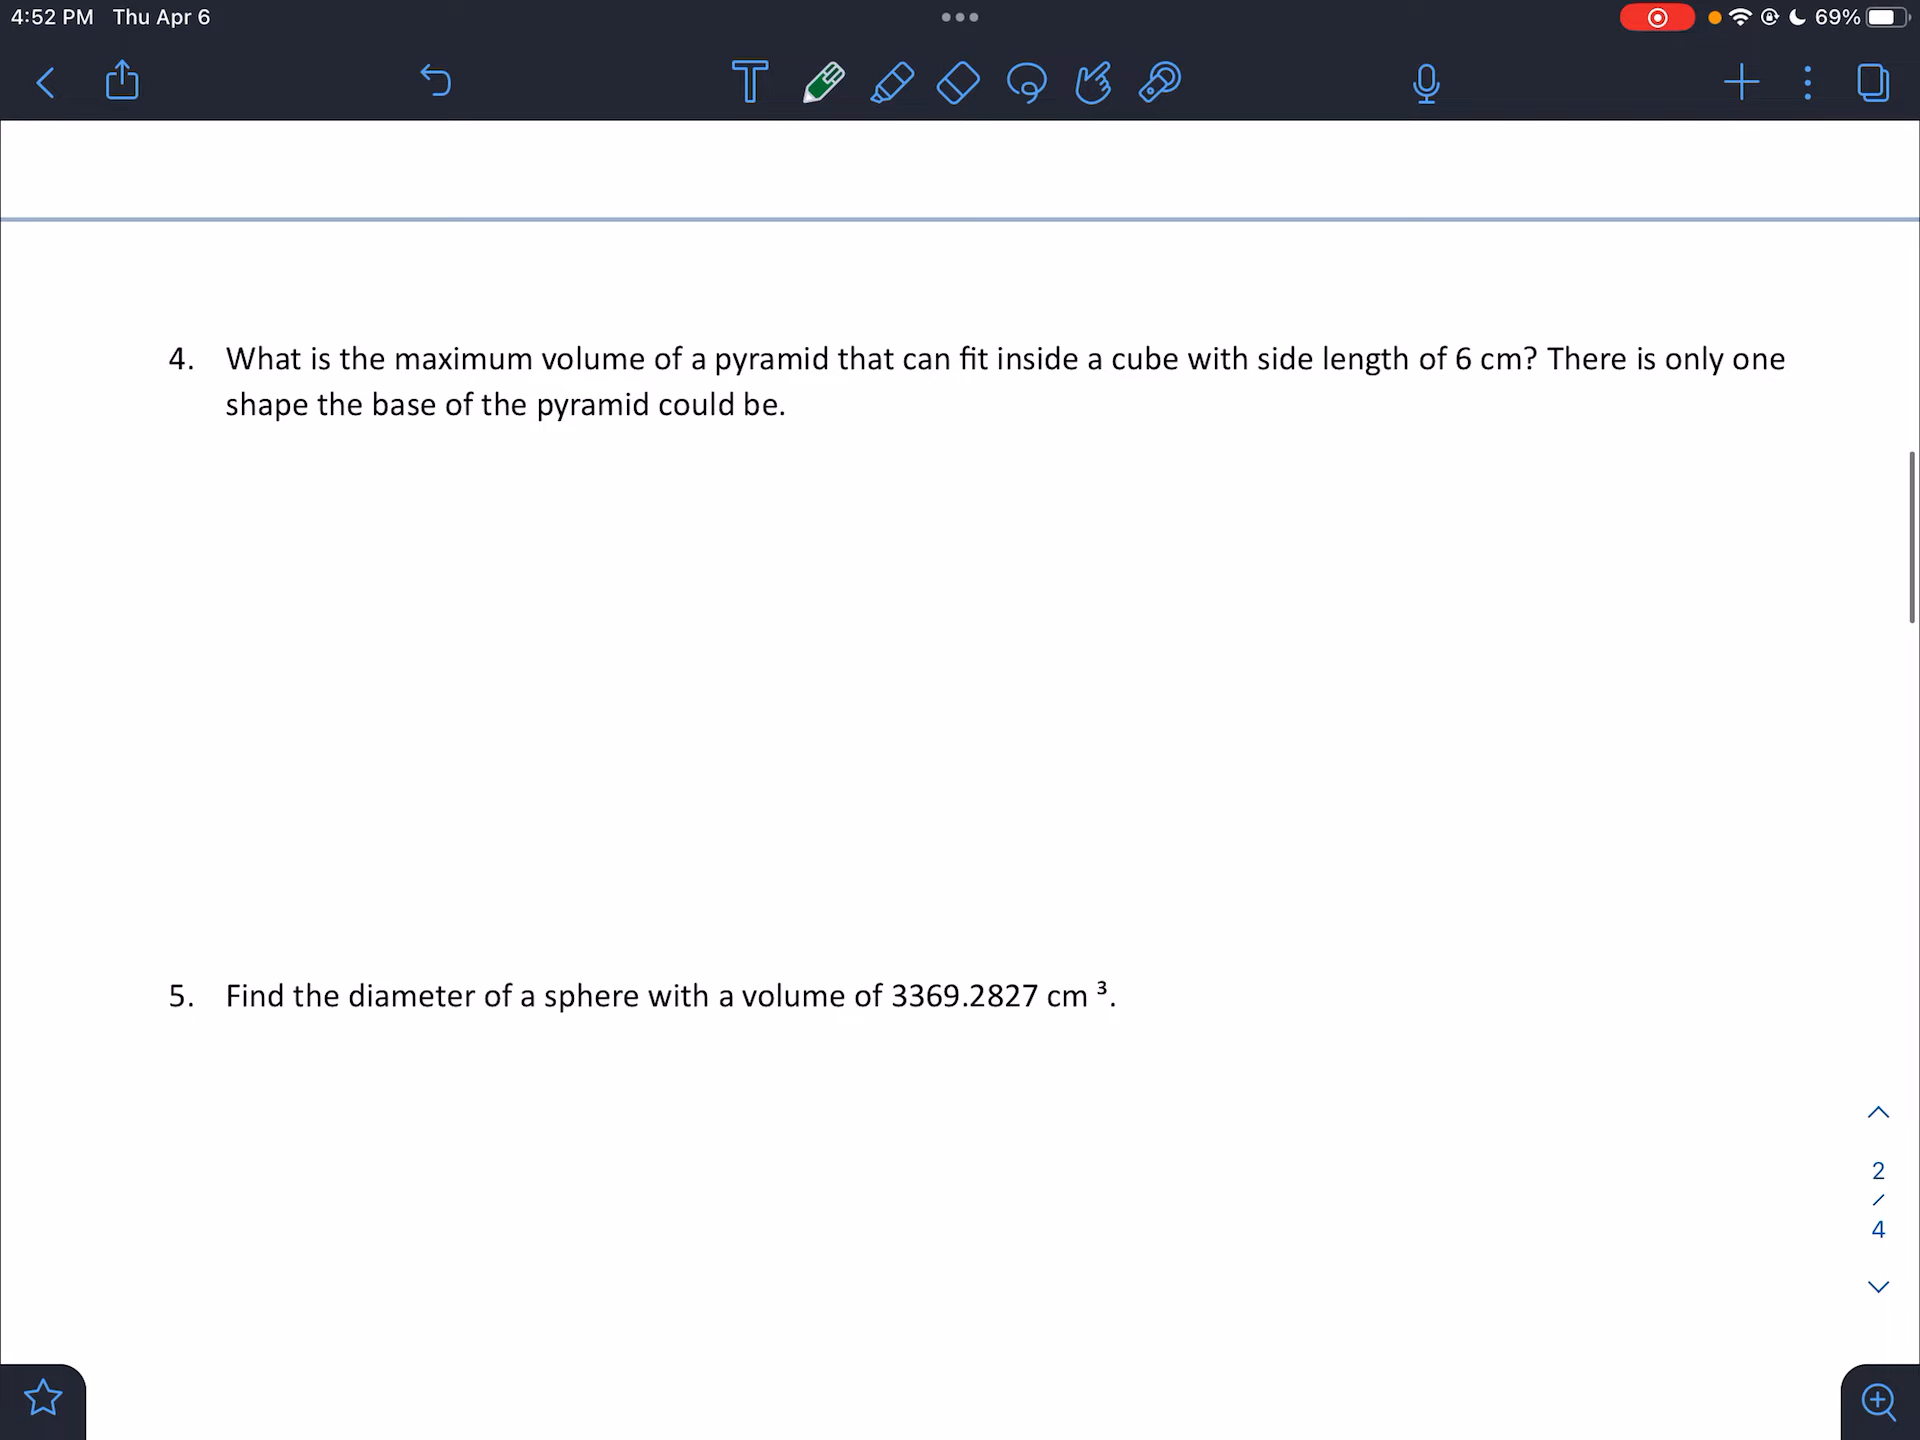 4:52 PM Thu Apr 6
69%
4. What is the maximum volume of a pyramid that can fit inside a cube with side length of 6 cm? There is only one
shape the base of the pyramid could be.
5. Find the diameter of a sphere with a volume of 3369.2827 cm ³.
2
/
4